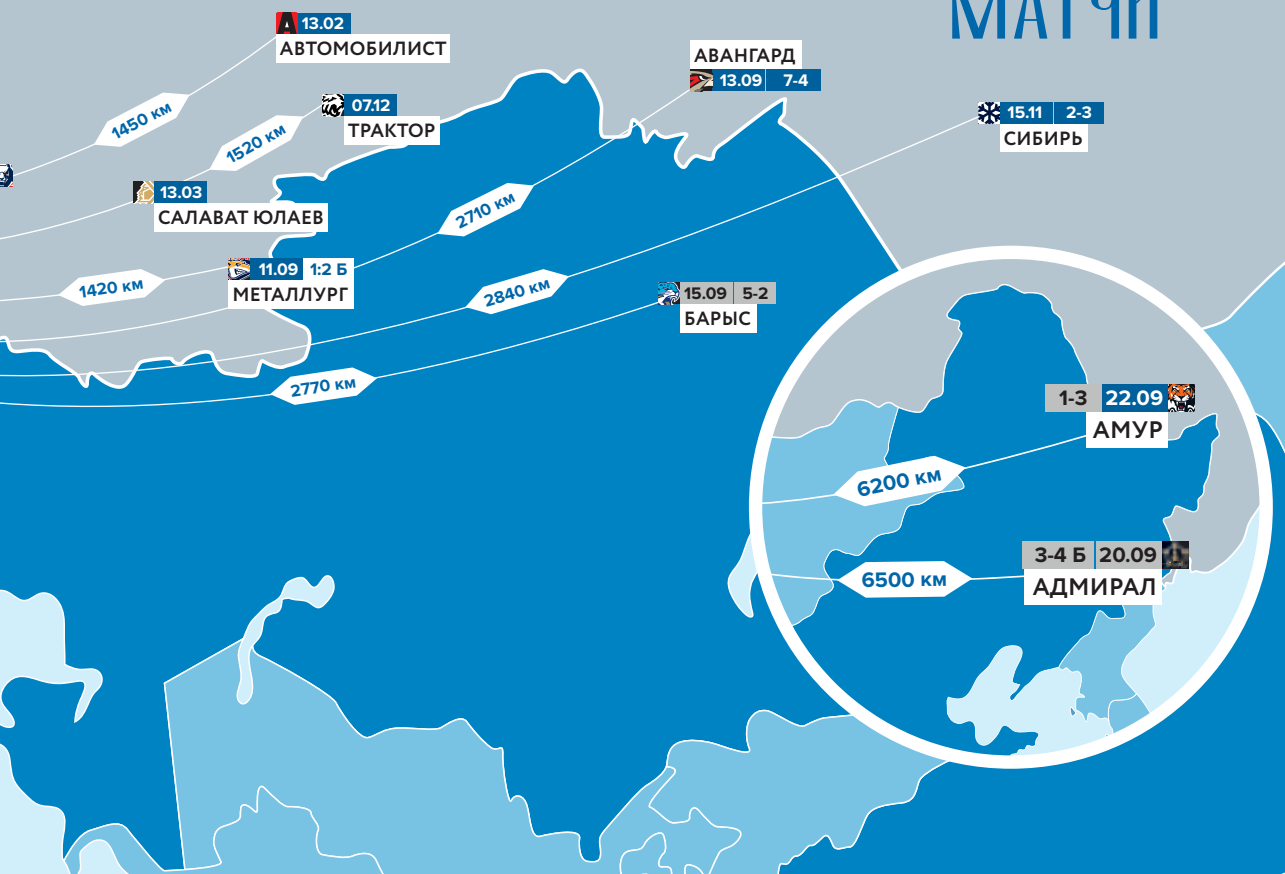 МАТЧИ
13.02
АВТОМОБИЛИСТ
1450 км
07.12
ТРАКТОР
1520 км
АВАНГАРД
13.09 7-4
2710 км
15.11 2-3
СИБИРЬ
2840 км
13.03
САЛАВАТ ЮЛАЕВ
11.09 1:2 Б
МЕТАЛЛУРГ
1420 км
15.09 5-2
БАРЫС
2770 км
1-3 22.09
АМУР
6200 км
3-4 Б 20.09
АДМИРАЛ
6500 км